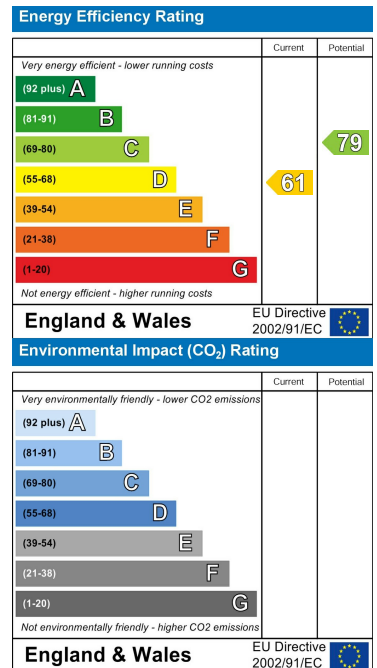 Energy Efficiency Rating
Current Potential
Very energy efficient - lower running costs
(92 plus) A
(81-91) B
(69-80) C
(55-68) D
(39-54) E
(21-38) F
(1-20) G
61
79
Not energy efficient - higher running costs
England & Wales
EU Directive
2002/91/EC
Environmental Impact (CO₂) Rating
Current Potential
Very environmentally friendly - lower CO2 emissions
(92 plus) A
(81-91) B
(69-80) C
(55-68) D
(39-54) E
(21-38) F
(1-20) G
Not environmentally friendly - higher CO2 emissions
England & Wales
EU Directive
2002/91/EC